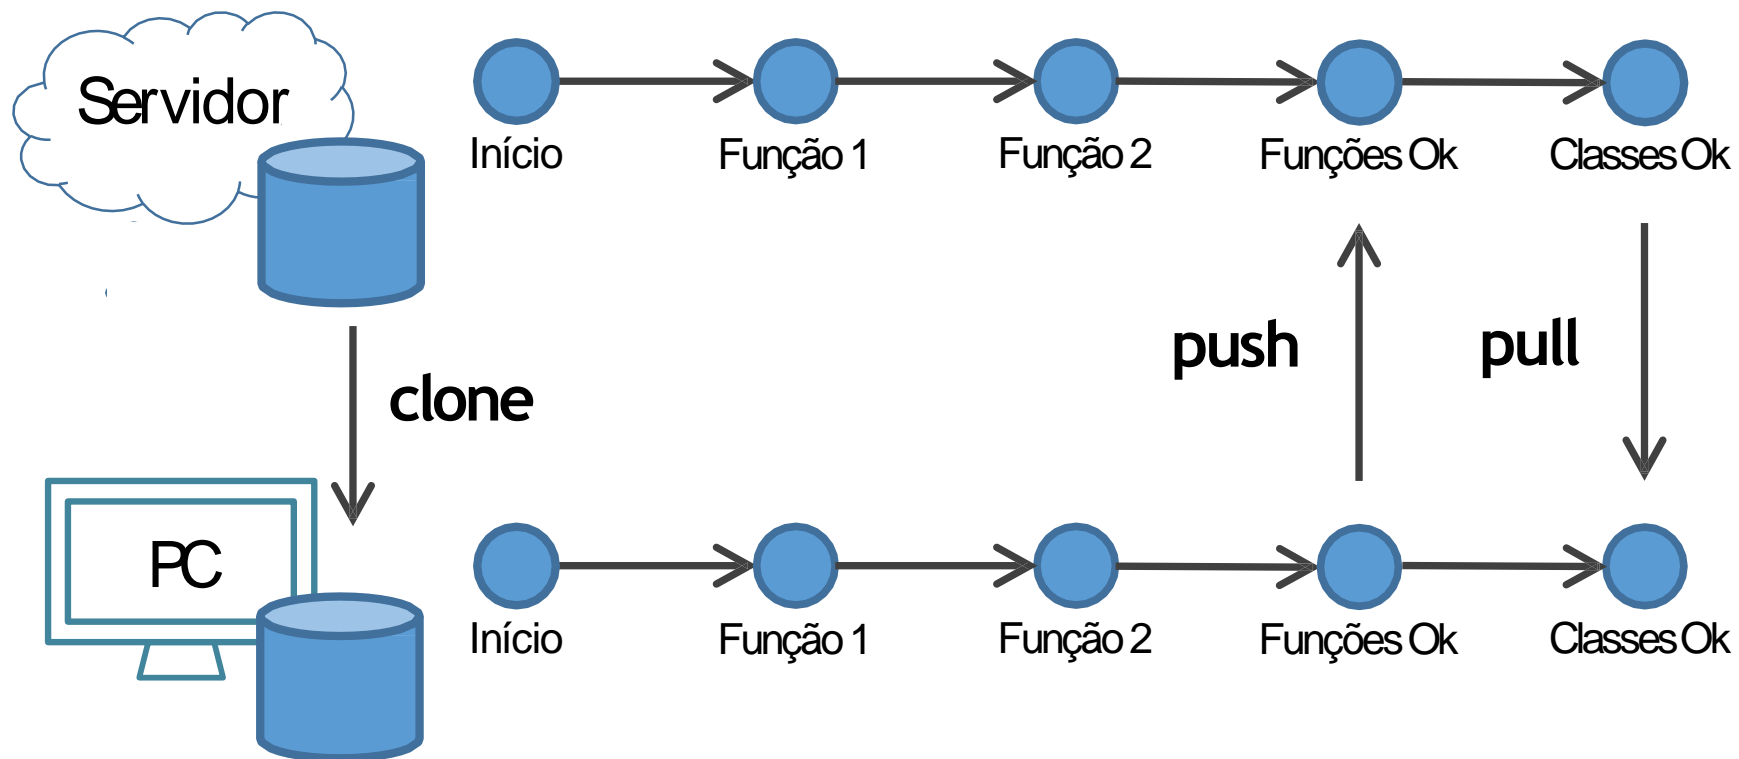 Servidor
Início
Função 1
Função 2
Funções Ok
Classes Ok
clone
push
pull
PC
Início
Função 1
Função 2
Funções Ok
Classes Ok